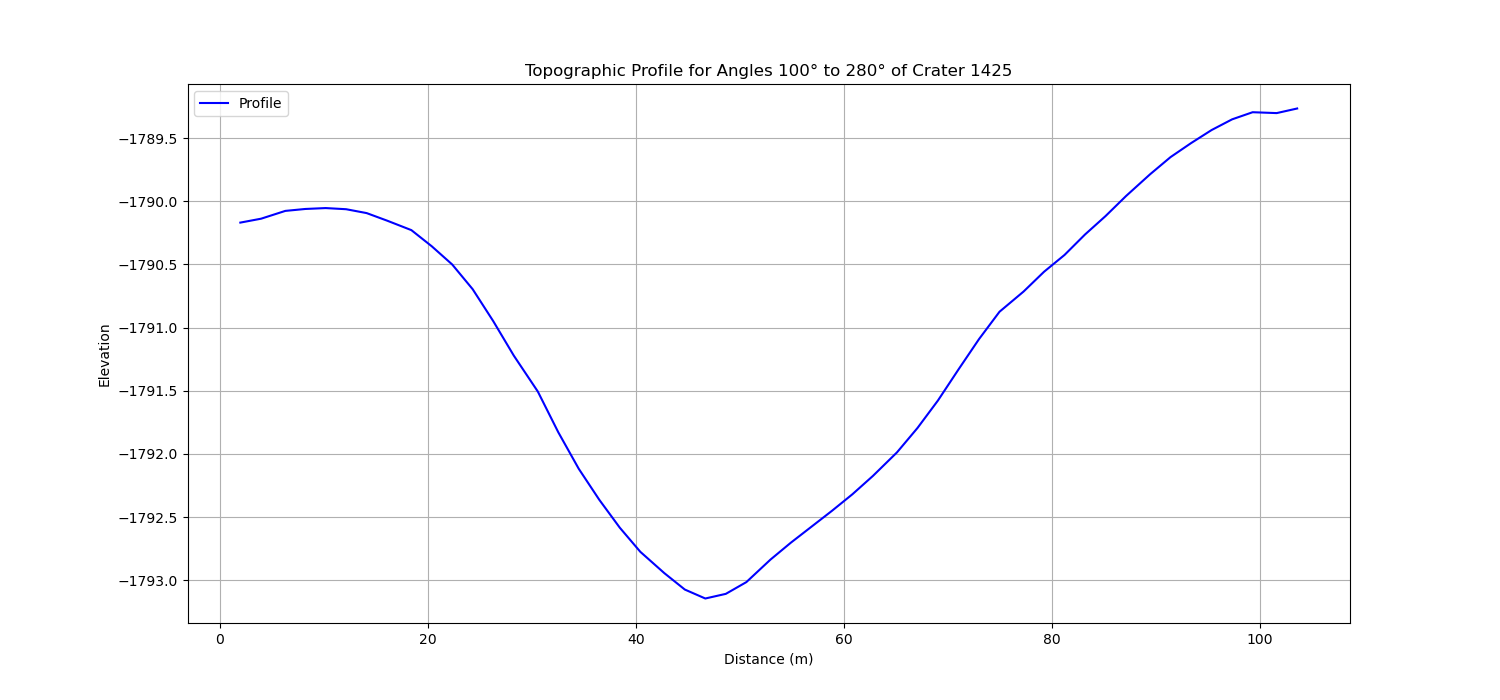 Topographic Profile for Angles 100° to 280° of Crater 1425
Profile
−1789.5
−1790.0
−1790.5
−1791.0
−1791.5
−1792.0
−1792.5
−1793.0
Elevation
0 20 40 60 80 100
Distance (m)